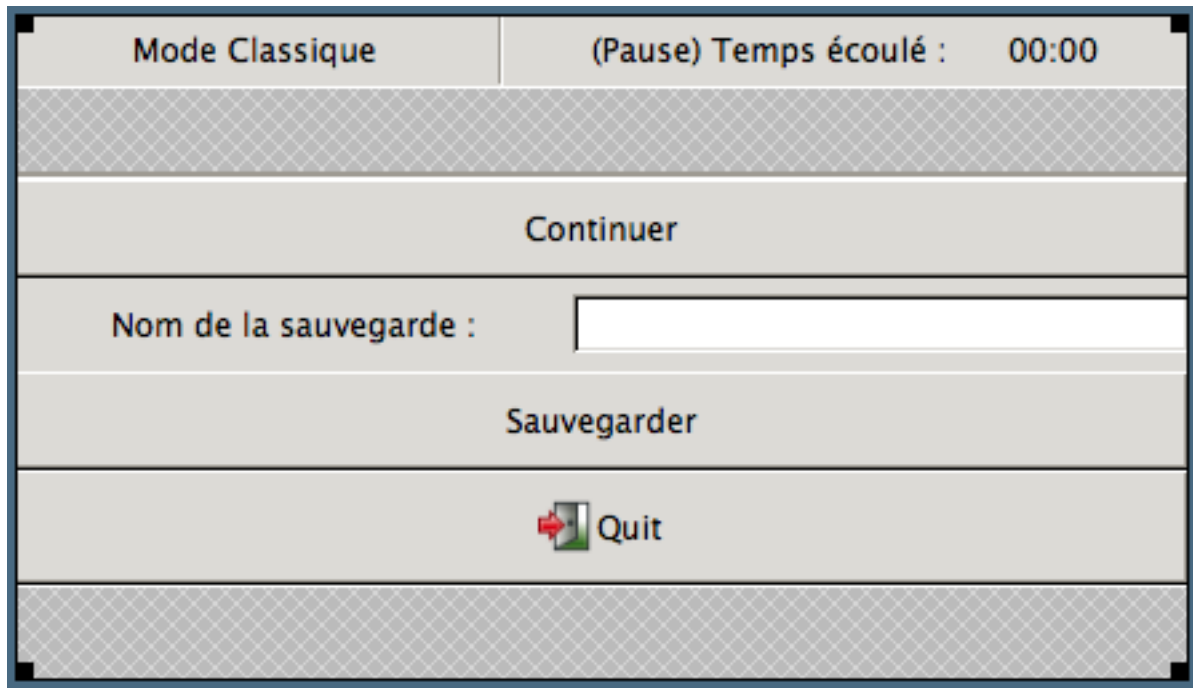 Mode Classique (Pause) Temps écoulé : 00:00
Continuer
Nom de la sauvegarde :
Sauvegarder
Quit